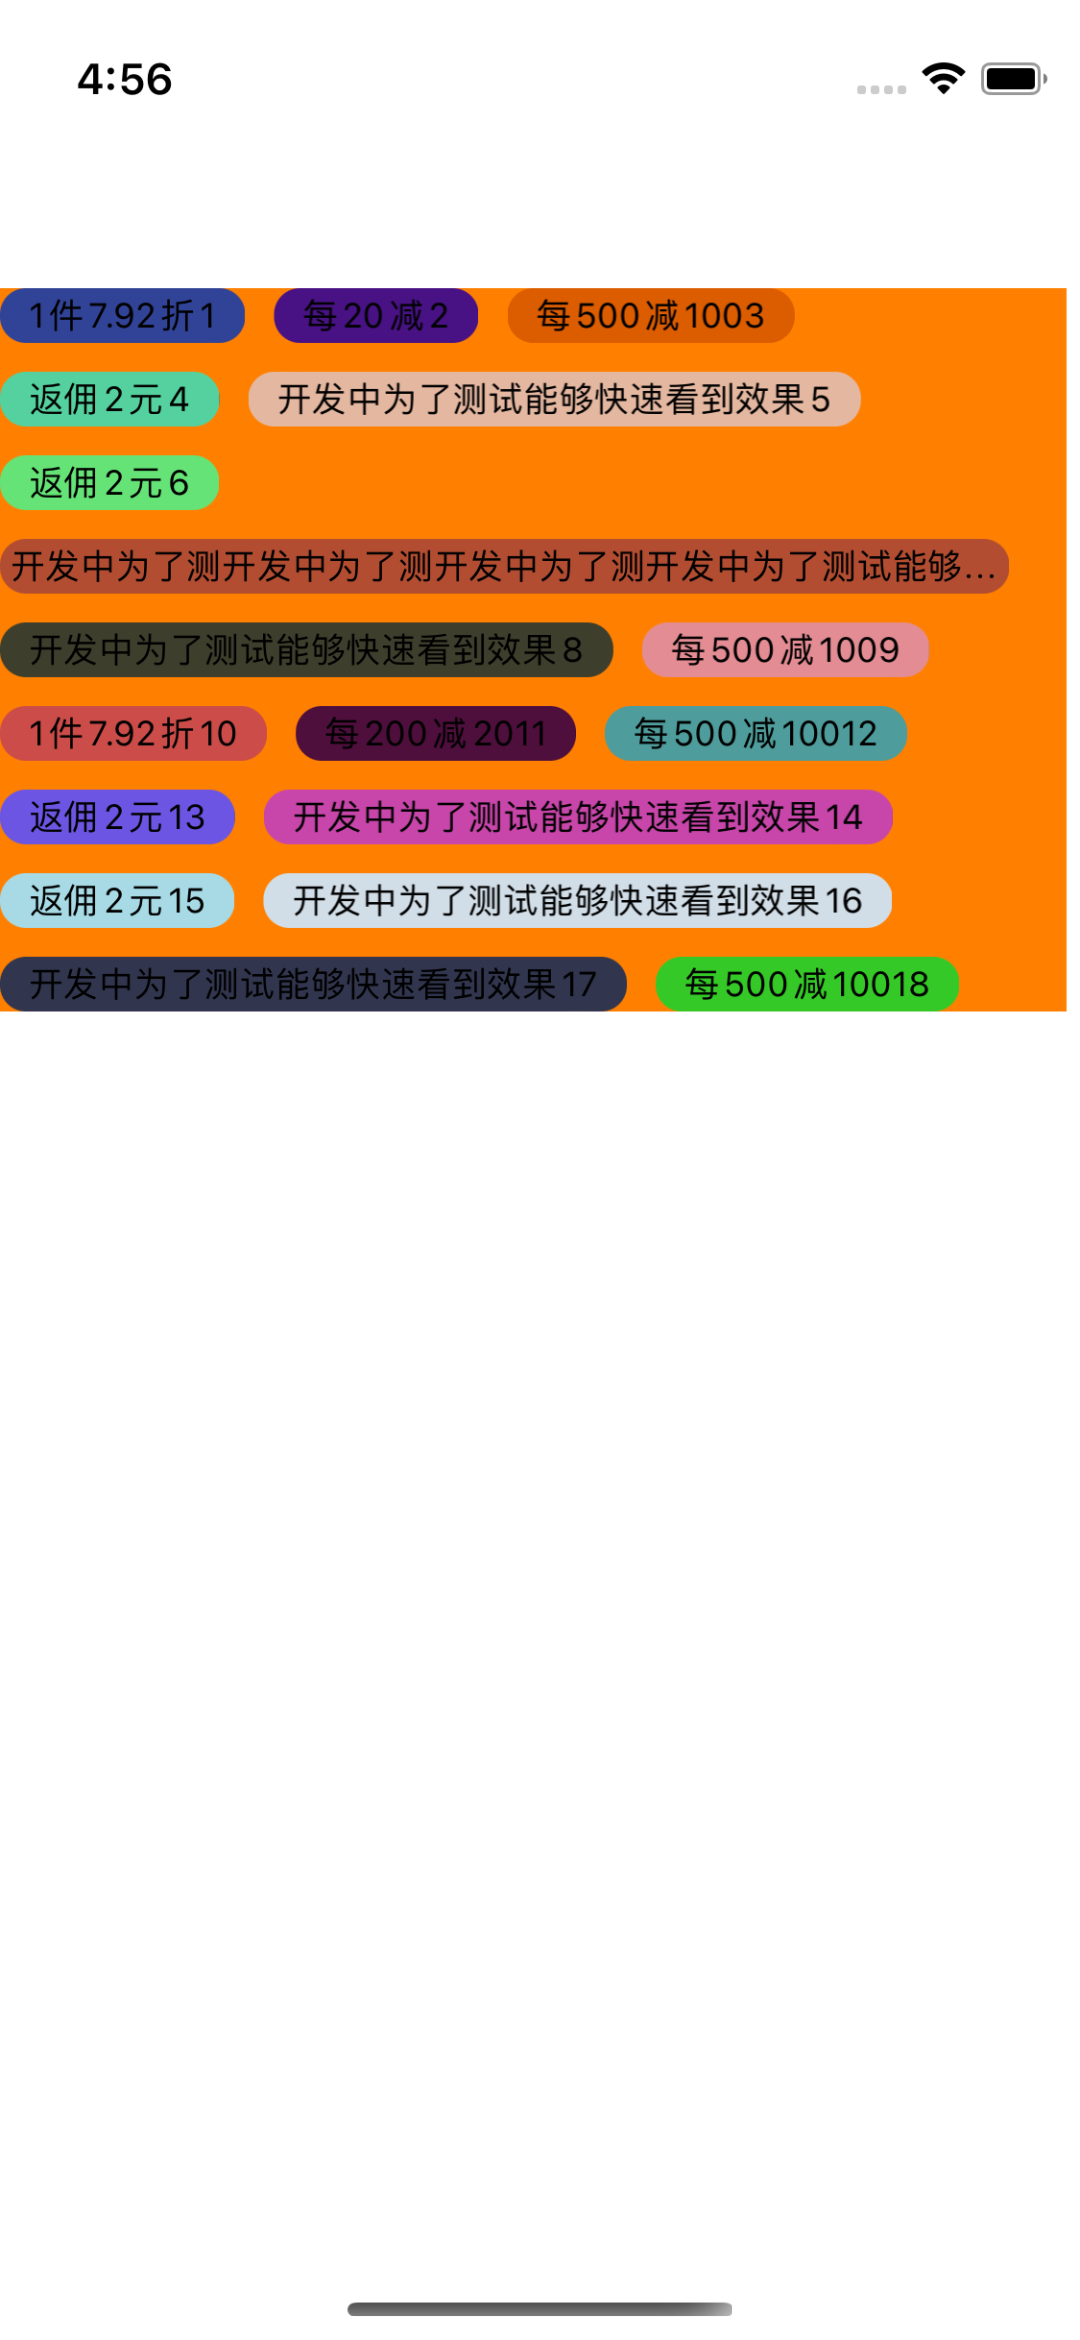 4:56
1件7.92折1 每20减2 每500减1003
返佣2元4 开发中为了测试能够快速看到效果5
返佣2元6
开发中为了测开发中为了测开发中为了测开发中为了测试能够...
开发中为了测试能够快速看到效果8 每500减1009
1件7.92折10 每200减2011 每500减10012
返佣2元13 开发中为了测试能够快速看到效果14
返佣2元15 开发中为了测试能够快速看到效果16
开发中为了测试能够快速看到效果17 每500减10018